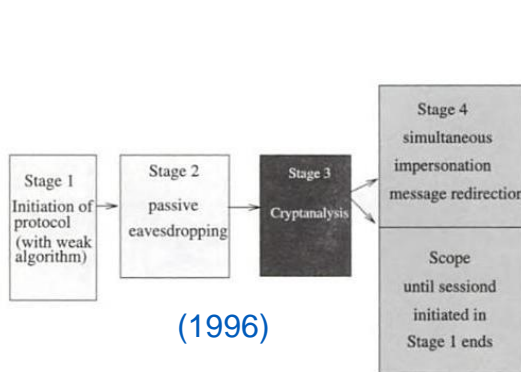 Stage 1
Initiation of
protocol
(with weak
algorithm)
Stage 2
passive
eavesdropping
Stage 3
Cryptanalysis
Stage 4
simultaneous
impersonation
message redirection
Scope
until sessiond
initiated in
Stage 1 ends
(1996)